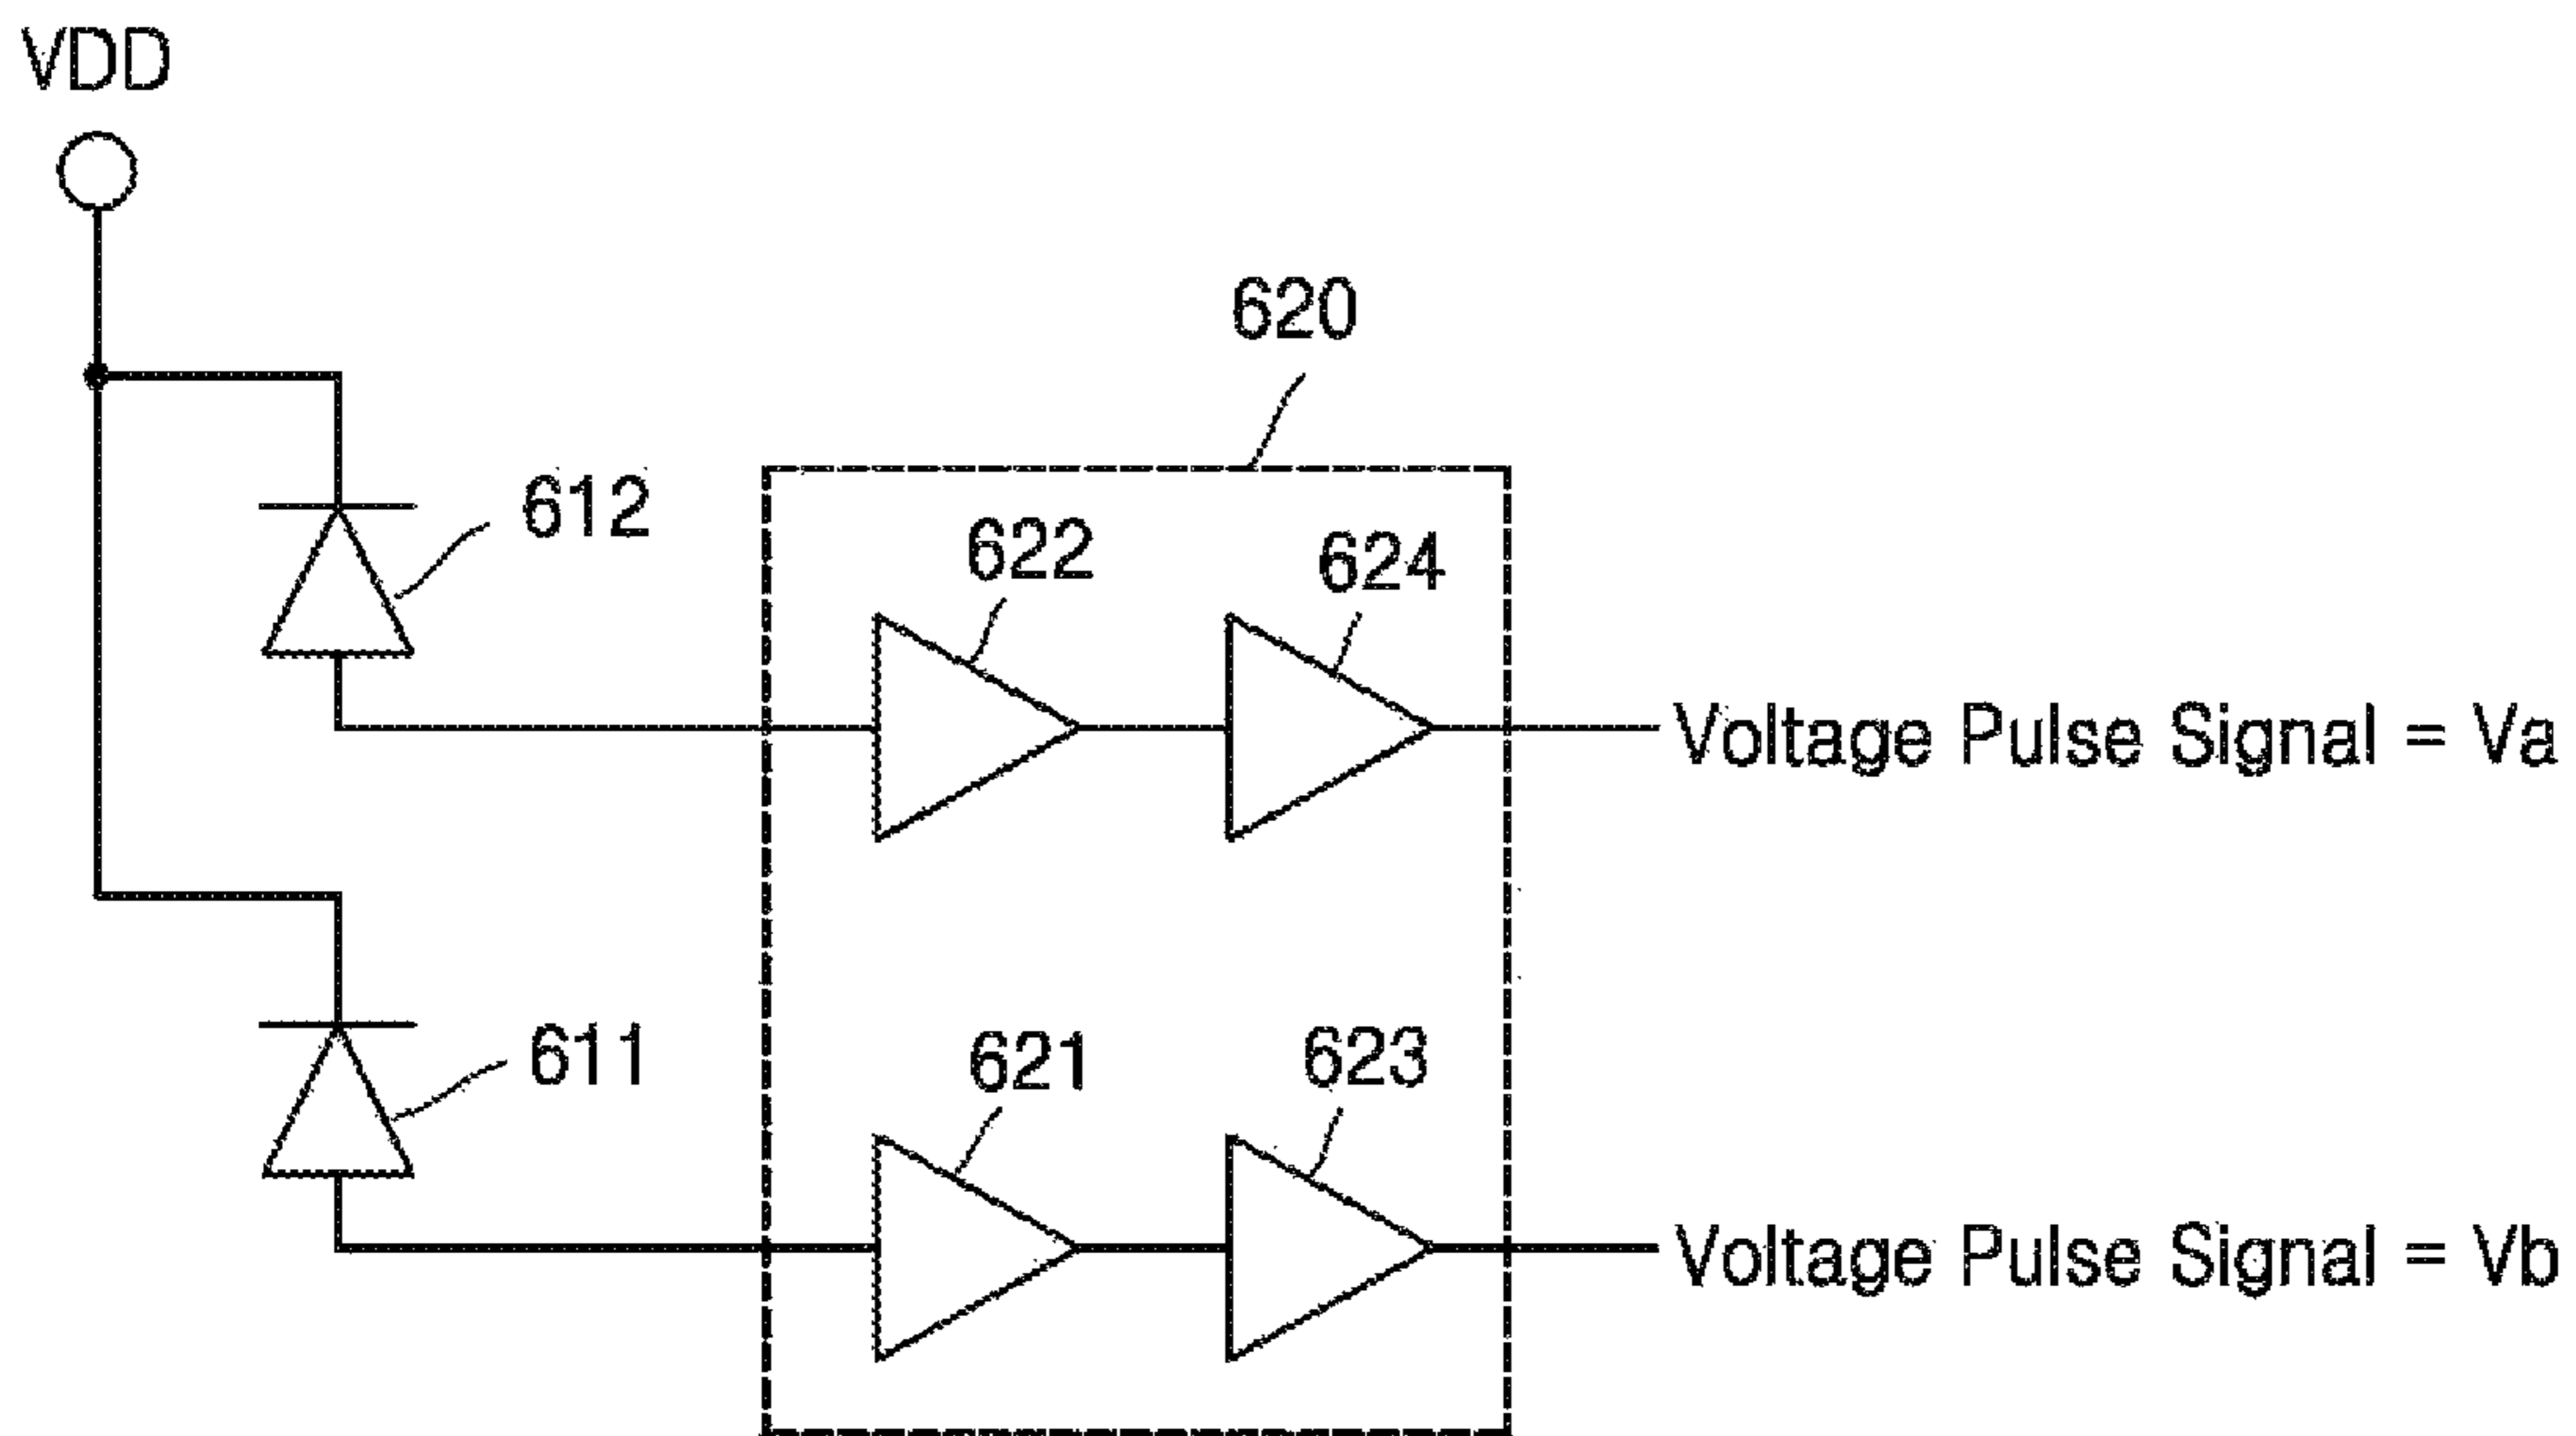 VDD
620
612
622
624
Voltage Pulse Signal = Va
611
621
623
Voltage Pulse Signal = Vb